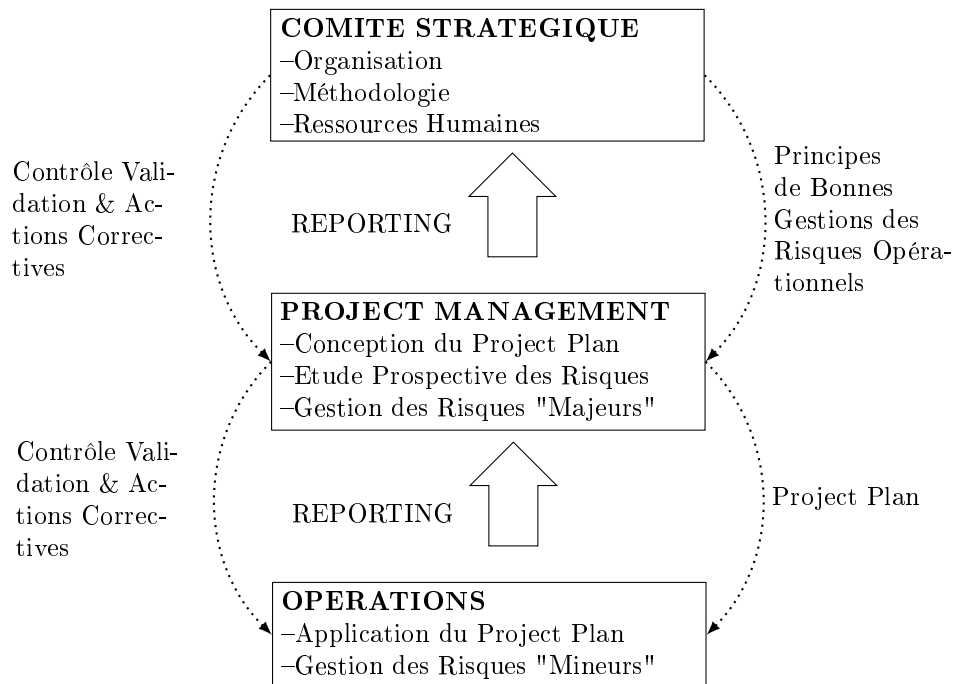 COMITE STRATEGIQUE
–Organisation
–Méthodologie
–Ressources Humaines
Contrôle Vali-
dation & Ac-
tions Correc-
tives
REPORTING
Principes
de Bonnes
Gestions des
Risques Opéra-
tionnels
PROJECT MANAGEMENT
–Conception du Project Plan
–Etude Prospective des Risques
–Gestion des Risques "Majeurs"
Contrôle Vali-
dation & Ac-
tions Correc-
tives
REPORTING
Project Plan
OPERATIONS
–Application du Project Plan
–Gestion des Risques "Mineurs"